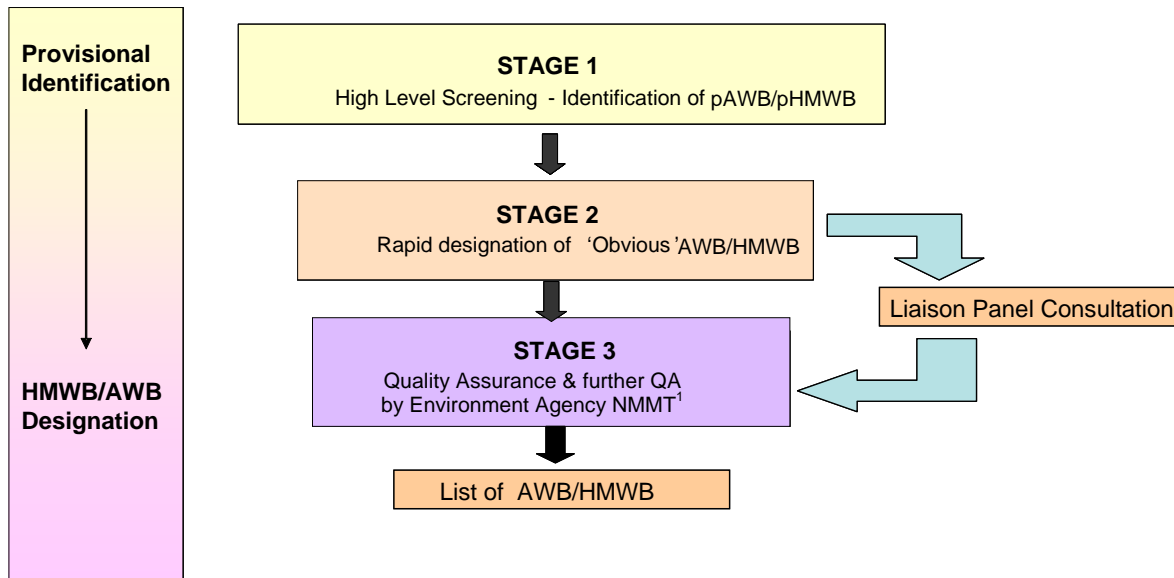 Provisional
Identification
HMWB/AWB
Designation
STAGE 1
High Level Screening - Identification of pAWB/pHMWB
STAGE 2
Rapid designation of ‘Obvious’ AWB/HMWB
Liaison Panel Consultation
STAGE 3
Quality Assurance & further QA
by Environment Agency NMMT¹
List of AWB/HMWB